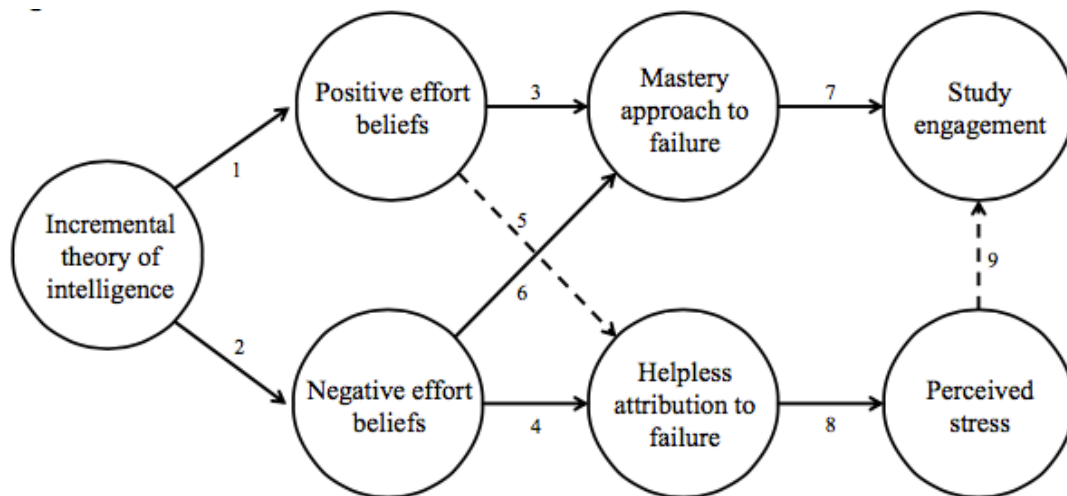 Positive effort
beliefs
3
Mastery
approach to
failure
7
Study
engagement
1
Incremental
theory of
intelligence
5
6
9
2
Negative effort
beliefs
4
Helpless
attribution to
failure
8
Perceived
stress